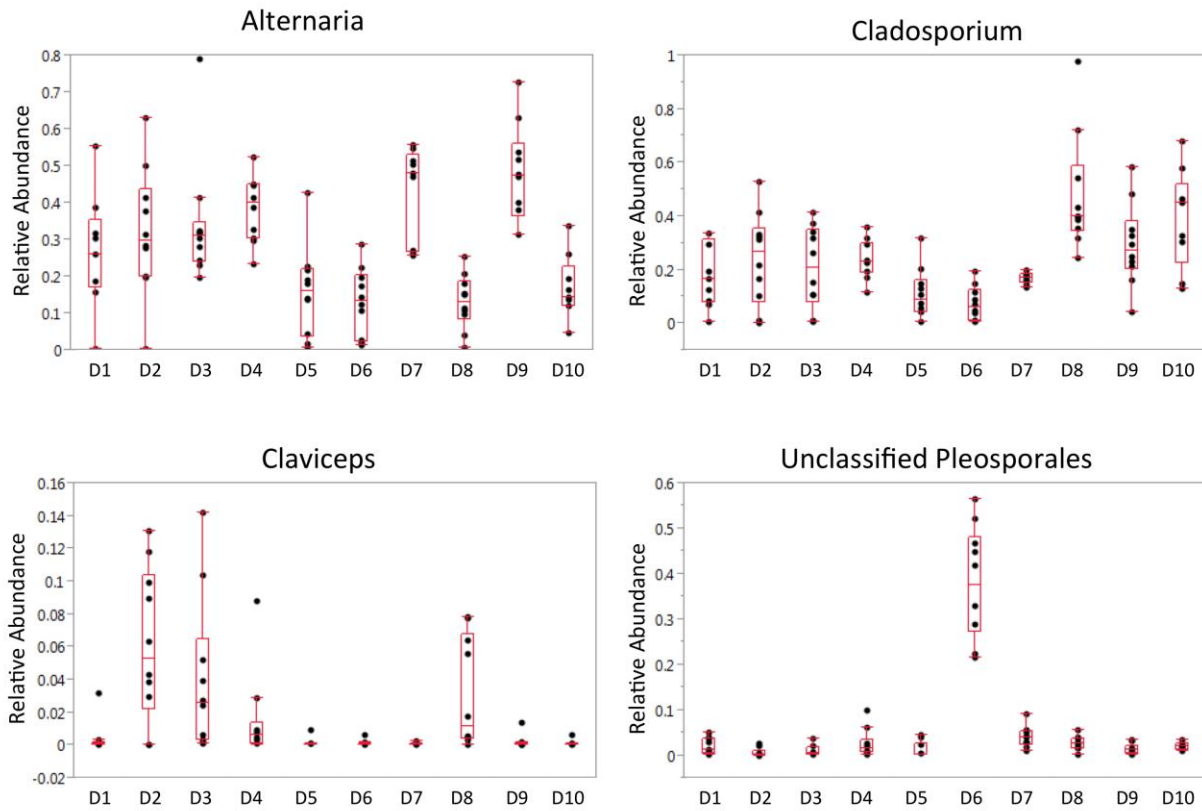 Alternaria
Relative Abundance
0.8
0.7
0.6
0.5
0.4
0.3
0.2
0.1
0
D1 D2 D3 D4 D5 D6 D7 D8 D9 D10
Cladosporium
Relative Abundance
1
0.8
0.6
0.4
0.2
0
D1 D2 D3 D4 D5 D6 D7 D8 D9 D10
Claviceps
Relative Abundance
0.16
0.14
0.12
0.1
0.08
0.06
0.04
0.02
0
-0.02
D1 D2 D3 D4 D5 D6 D7 D8 D9 D10
Unclassified Pleosporales
Relative Abundance
0.6
0.5
0.4
0.3
0.2
0.1
0
D1 D2 D3 D4 D5 D6 D7 D8 D9 D10